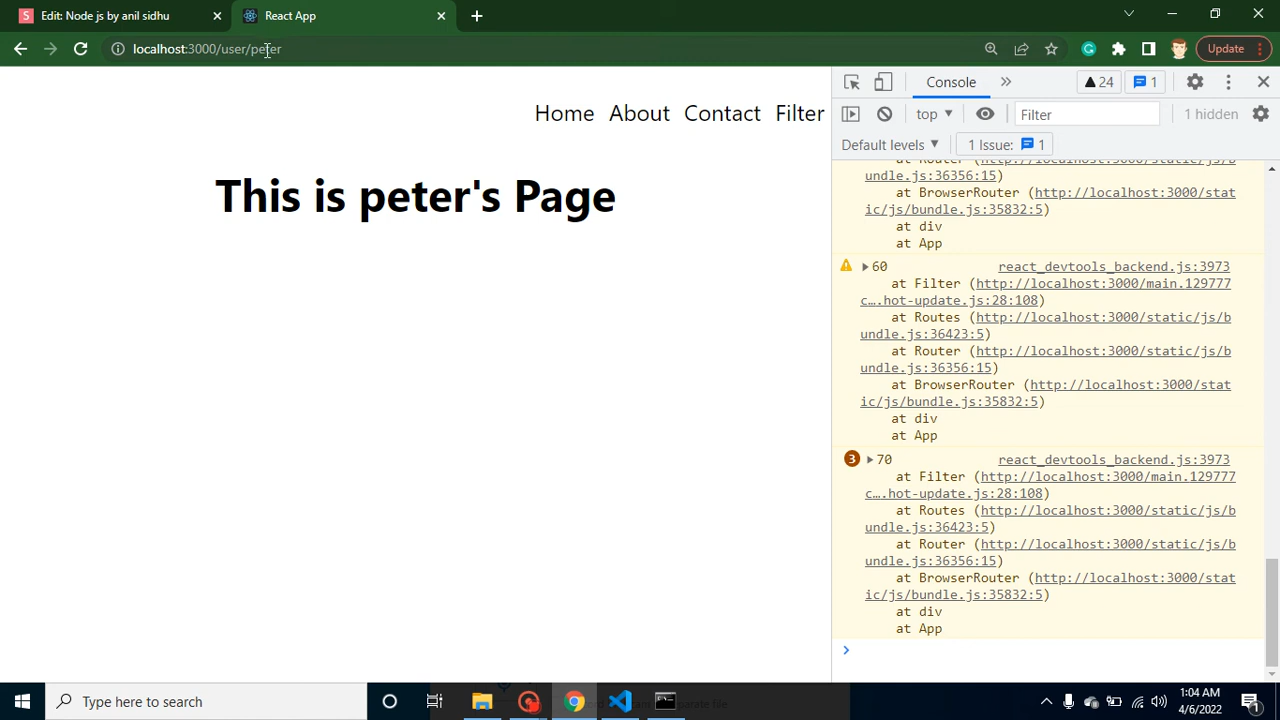 Edit: Node js by anil sidhu
React App
localhost:3000/user/peter
Update
Home About Contact Filter
This is peter's Page
Console
24
1
top
Filter
1 hidden
Default levels
1 Issue: 1
at Router (http://localhost:3000/static/js/b
undle.js:36356:15)
at BrowserRouter (http://localhost:3000/stat
ic/js/bundle.js:35832:5)
at div
at App
60 react_devtools_backend.js:3973
at Filter (http://localhost:3000/main.129777
c….hot-update.js:28:108)
at Routes (http://localhost:3000/static/js/b
undle.js:36423:5)
at Router (http://localhost:3000/static/js/b
undle.js:36356:15)
at BrowserRouter (http://localhost:3000/stat
ic/js/bundle.js:35832:5)
at div
at App
3 70 react_devtools_backend.js:3973
at Filter (http://localhost:3000/main.129777
c….hot-update.js:28:108)
at Routes (http://localhost:3000/static/js/b
undle.js:36423:5)
at Router (http://localhost:3000/static/js/b
undle.js:36356:15)
at BrowserRouter (http://localhost:3000/stat
ic/js/bundle.js:35832:5)
at div
at App
Type here to search
1:04 AM
4/6/2022
1